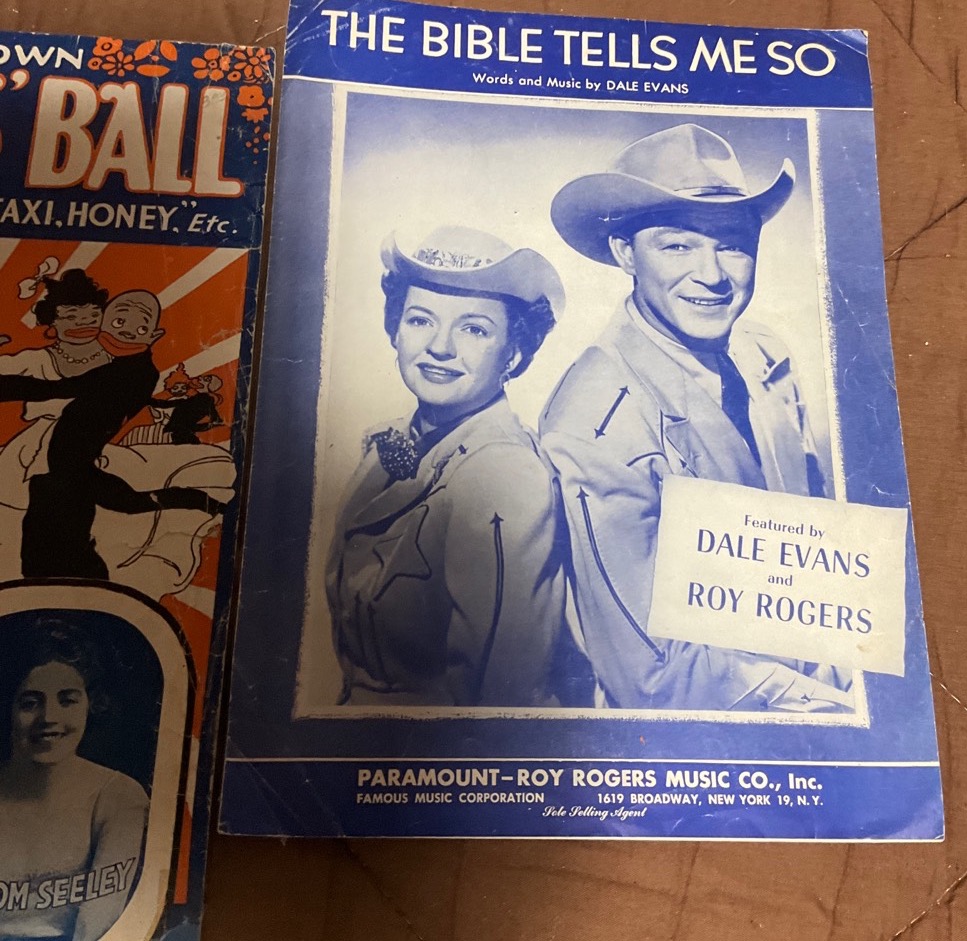 OWN
BALL
TAXI, HONEY," Etc.
OM SEELEY
THE BIBLE TELLS ME SO
Words and Music by DALE EVANS
Featured by
DALE EVANS
and
ROY ROGERS
PARAMOUNT-ROY ROGERS MUSIC CO., Inc.
FAMOUS MUSIC CORPORATION 1619 BROADWAY, NEW YORK 19, N. Y.
Sole Selling Agent